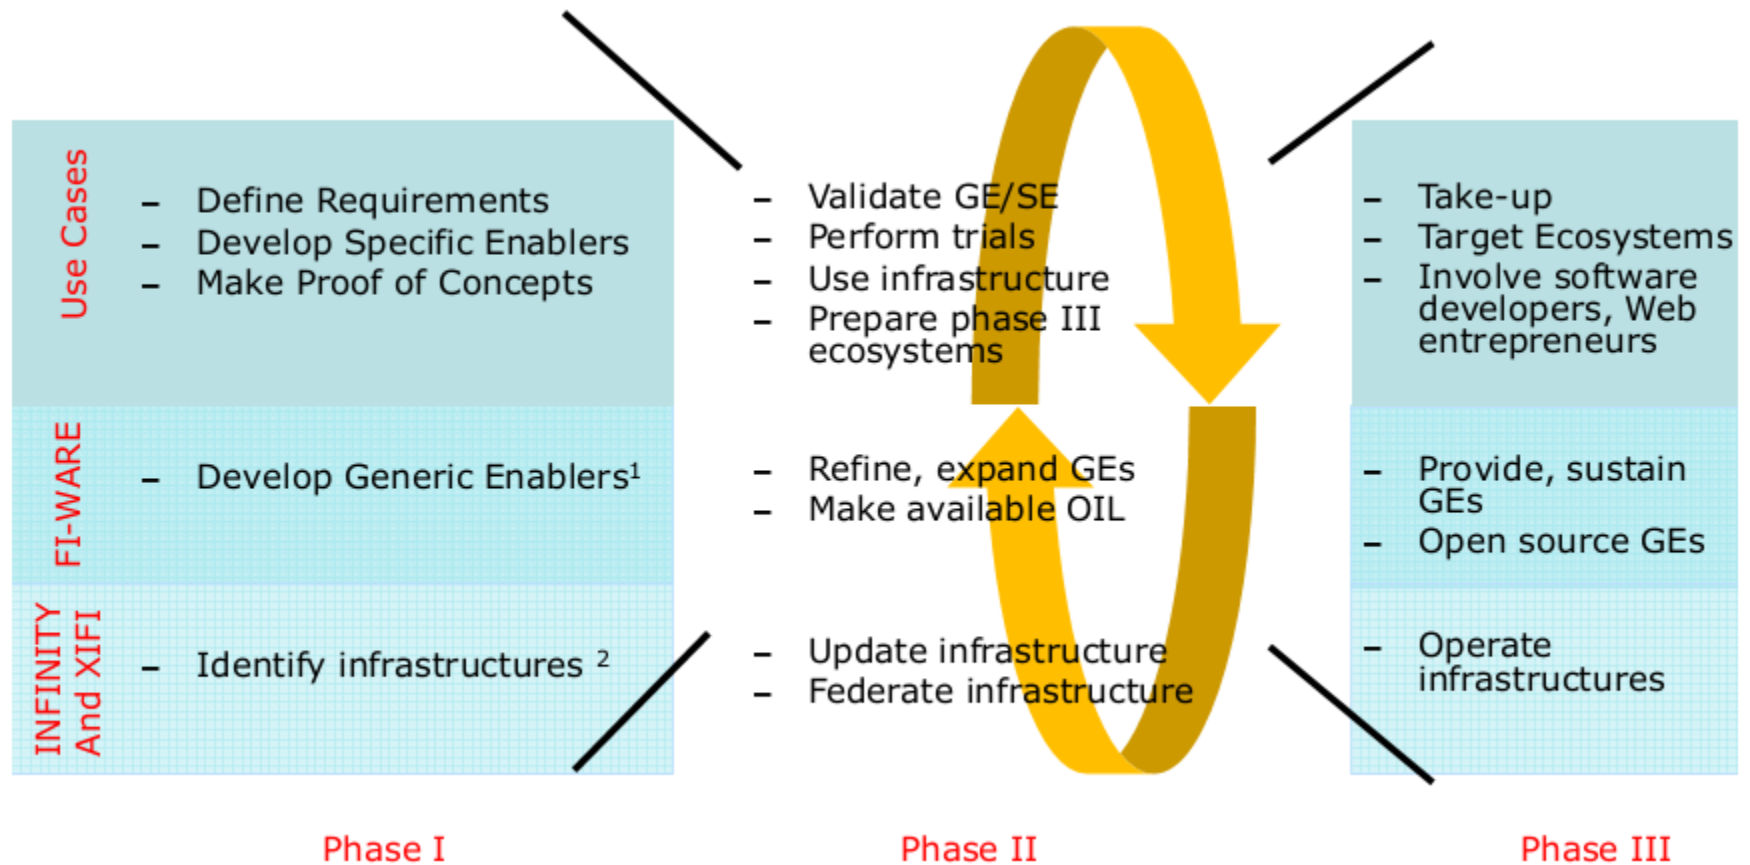 Use Cases
– Define Requirements
– Develop Specific Enablers
– Make Proof of Concepts
– Validate GE/SE
– Perform trials
– Use infrastructure
– Prepare phase III
ecosystems
– Take-up
– Target Ecosystems
– Involve software
developers, Web
entrepreneurs
FI-WARE
– Develop Generic Enablers¹
– Refine, expand GEs
– Make available OIL
– Provide, sustain
GEs
– Open source GEs
INFINITY
And XIFI
– Identify infrastructures ²
– Update infrastructure
– Federate infrastructure
– Operate
infrastructures
Phase I
Phase II
Phase III